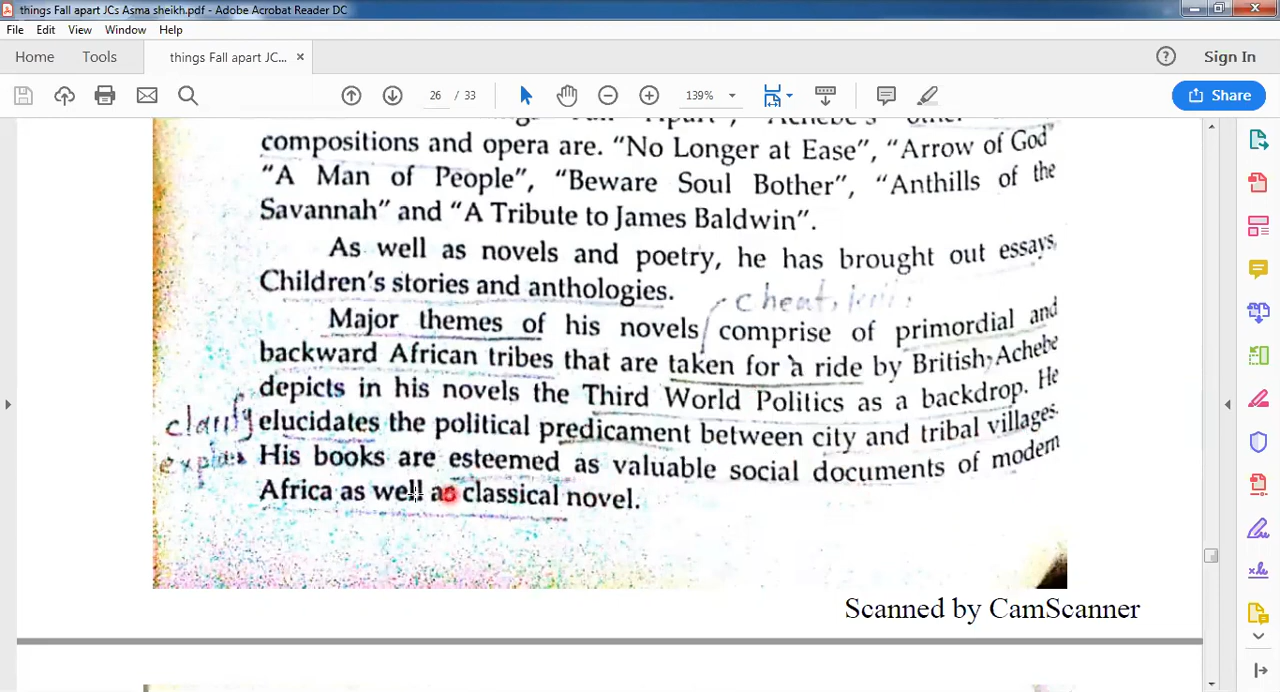 things Fall apart JCs Asma sheikh.pdf - Adobe Acrobat Reader DC
File Edit View Window Help
Home Tools things Fall apart JC... × Sign In
26 / 33 139% Share
Apart", Achebe's other
compositions and opera are. "No Longer at Ease", "Arrow of God"
"A Man of People", "Beware Soul Bother", "Anthills of the
Savannah" and "A Tribute to James Baldwin".
As well as novels and poetry, he has brought out essays,
Children's stories and anthologies.
cheat,
Major themes of his novels comprise of primordial and
backward African tribes that are taken for a ride by British, Achebe
depicts in his novels the Third World Politics as a backdrop. He
clarify elucidates the political predicament between city and tribal villages.
His books are esteemed as valuable social documents of modern
Africa as well as classical novel.
Scanned by CamScanner